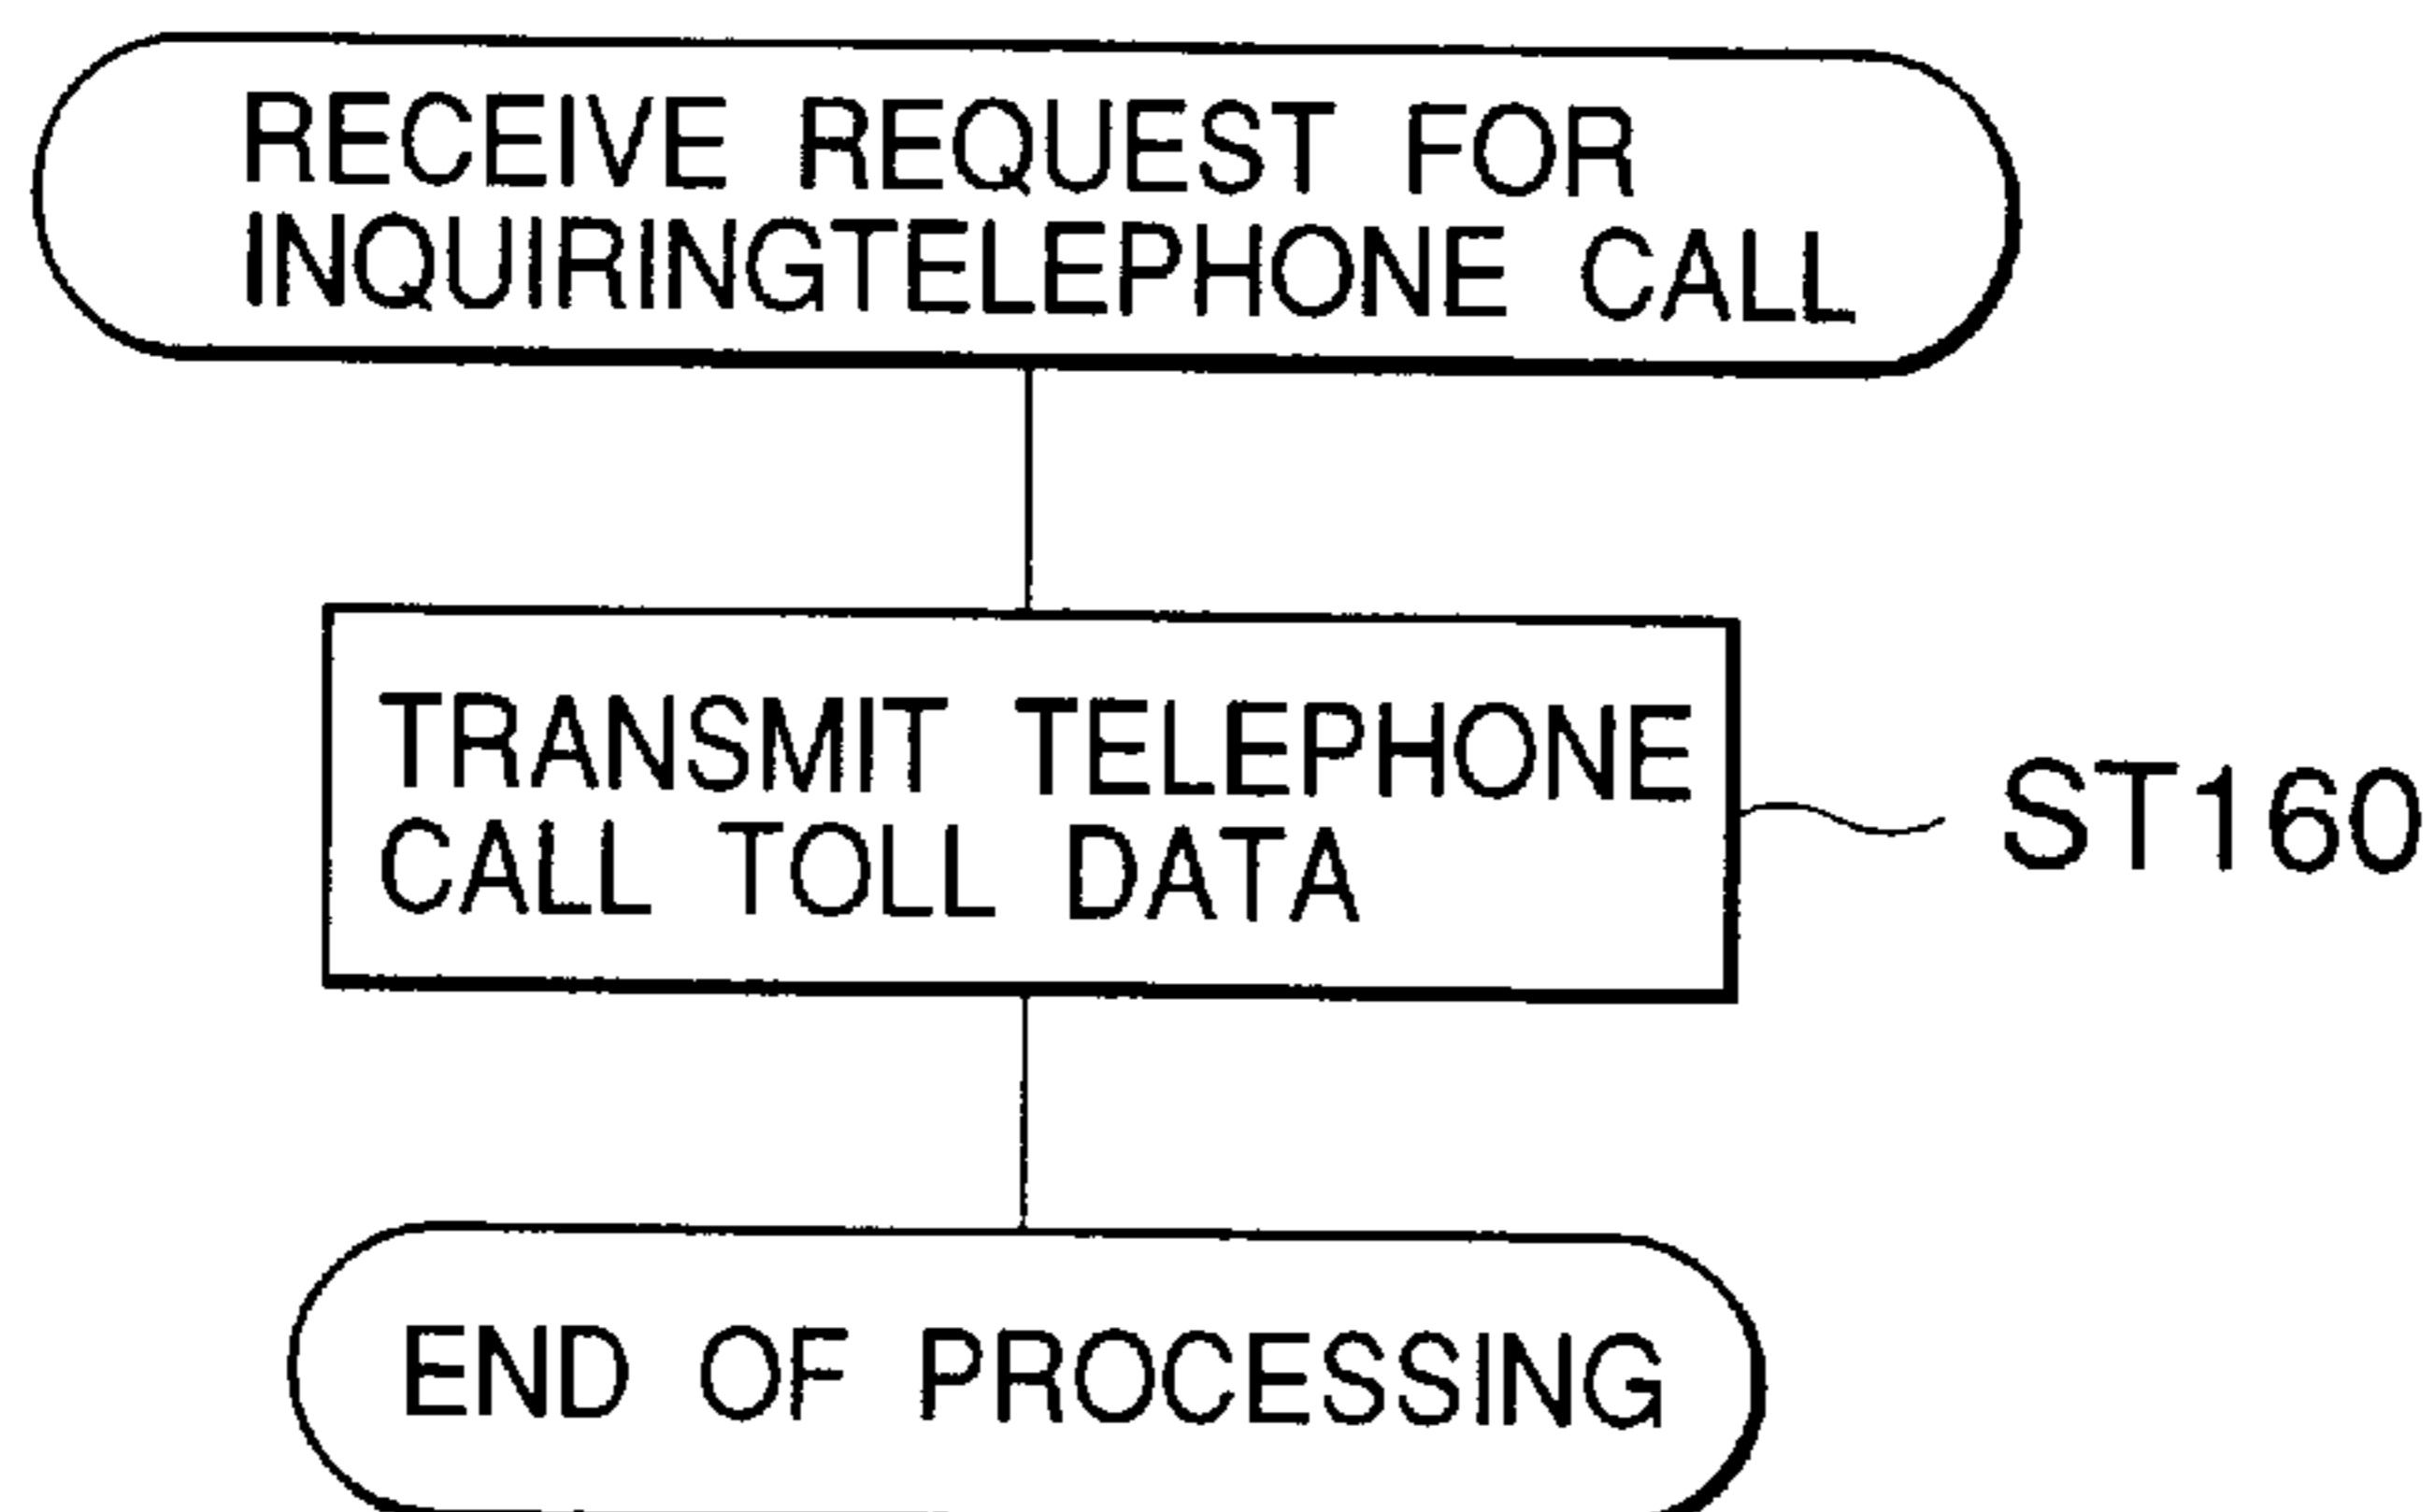 RECEIVE REQUEST FOR
INQUIRINGTELEPHONE CALL
TRANSMIT TELEPHONE
CALL TOLL DATA
ST160
END OF PROCESSING